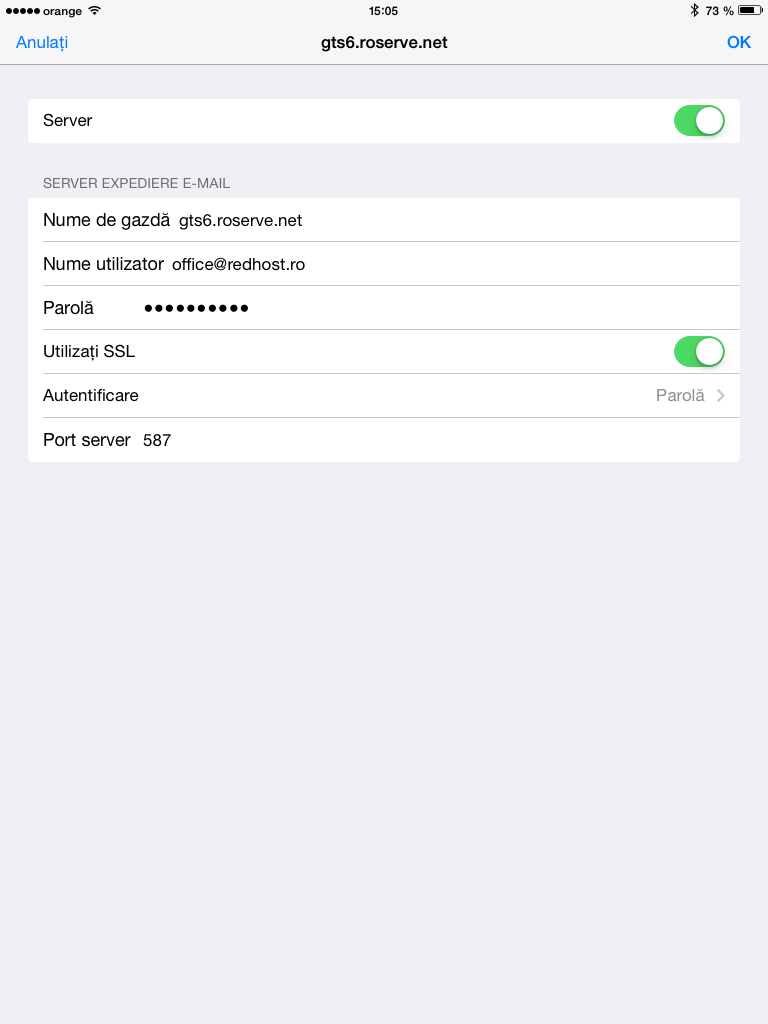 orange 15:05 73 %
Anulați gts6.roserve.net OK
Server
SERVER EXPEDIERE E-MAIL
Nume de gazdă gts6.roserve.net
Nume utilizator office@redhost.ro
Parolă ●●●●●●●●●●
Utilizați SSL
Autentificare Parolă
Port server 587